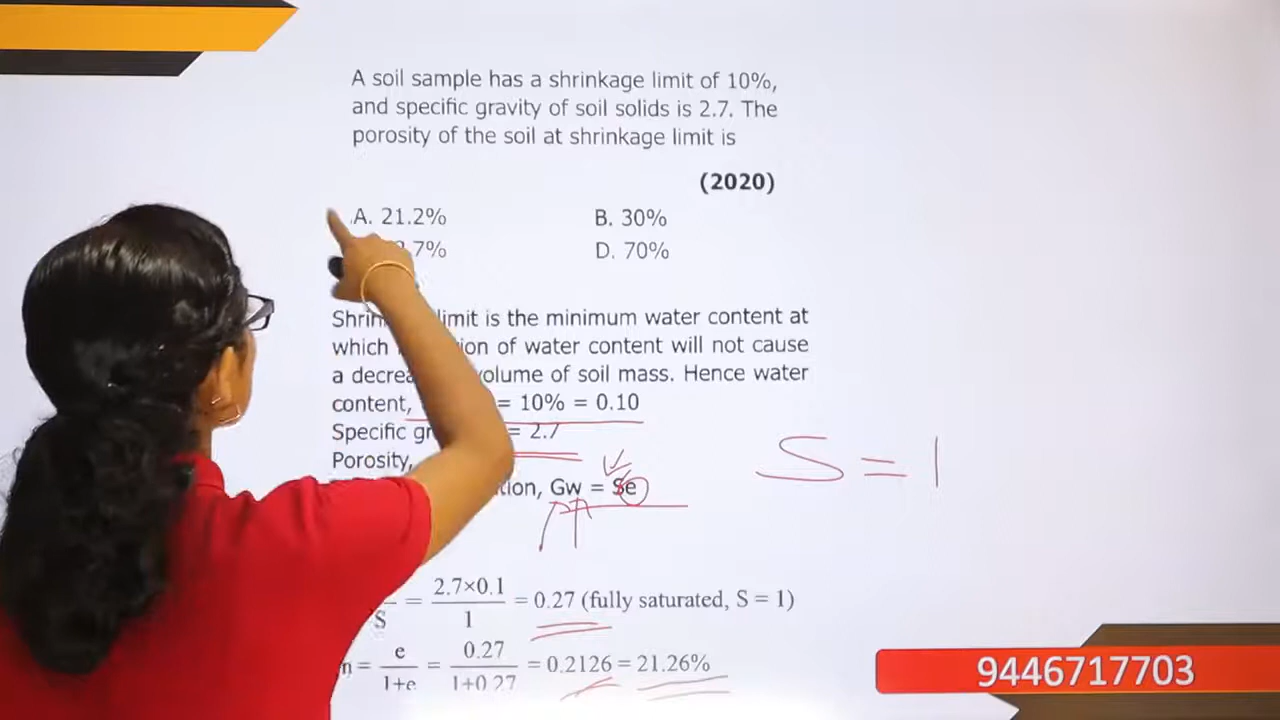 A soil sample has a shrinkage limit of 10%,
and specific gravity of soil solids is 2.7. The
porosity of the soil at shrinkage limit is
(2020)
A. 21.2% B. 30%
.7% D. 70%
Shrin limit is the minimum water content at
which ion of water content will not cause
a decrea volume of soil mass. Hence water
content, = 10% = 0.10
Specific gr = 2.7
Porosity,
tion, Gw = Se
S = 1
S = 2.7×0.1 / 1 = 0.27 (fully saturated, S = 1)
η = e / 1+e = 0.27 / 1+0.27 = 0.2126 = 21.26%
9446717703